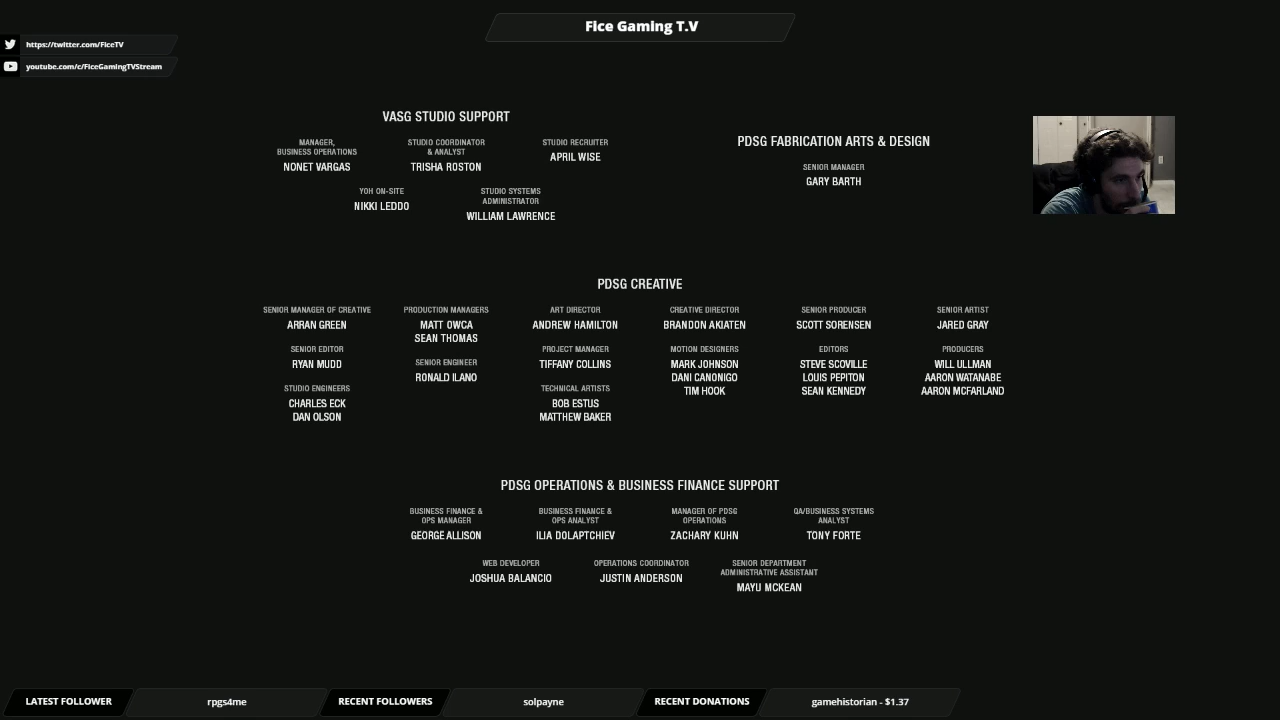 Fice Gaming T.V
https://twitter.com/FiceTV
youtube.com/c/FiceGamingTVStream
VASG STUDIO SUPPORT
MANAGER,
BUSINESS OPERATIONS
NONET VARGAS
STUDIO COORDINATOR
& ANALYST
TRISHA ROSTON
STUDIO RECRUITER
APRIL WISE
YOH ON-SITE
NIKKI LEDDO
STUDIO SYSTEMS
ADMINISTRATOR
WILLIAM LAWRENCE
PDSG FABRICATION ARTS & DESIGN
SENIOR MANAGER
GARY BARTH
PDSG CREATIVE
SENIOR MANAGER OF CREATIVE
ARRAN GREEN
SENIOR EDITOR
RYAN MUDD
STUDIO ENGINEERS
CHARLES ECK
DAN OLSON
PRODUCTION MANAGERS
MATT OWCA
SEAN THOMAS
SENIOR ENGINEER
RONALD ILANO
ART DIRECTOR
ANDREW HAMILTON
PROJECT MANAGER
TIFFANY COLLINS
TECHNICAL ARTISTS
BOB ESTUS
MATTHEW BAKER
CREATIVE DIRECTOR
BRANDON AKIATEN
MOTION DESIGNERS
MARK JOHNSON
DANI CANONIGO
TIM HOOK
SENIOR PRODUCER
SCOTT SORENSEN
EDITORS
STEVE SCOVILLE
LOUIS PEPITON
SEAN KENNEDY
SENIOR ARTIST
JARED GRAY
PRODUCERS
WILL ULLMAN
AARON WATANABE
AARON MCFARLAND
PDSG OPERATIONS & BUSINESS FINANCE SUPPORT
BUSINESS FINANCE &
OPS MANAGER
GEORGE ALLISON
BUSINESS FINANCE &
OPS ANALYST
ILIA DOLAPTCHIEV
MANAGER OF PDSG
OPERATIONS
ZACHARY KUHN
QA/BUSINESS SYSTEMS
ANALYST
TONY FORTE
WEB DEVELOPER
JOSHUA BALANCIO
OPERATIONS COORDINATOR
JUSTIN ANDERSON
SENIOR DEPARTMENT
ADMINISTRATIVE ASSISTANT
MAYU MCKEAN
LATEST FOLLOWER
rpgs4me
RECENT FOLLOWERS
solpayne
RECENT DONATIONS
gamehistorian - $1.37